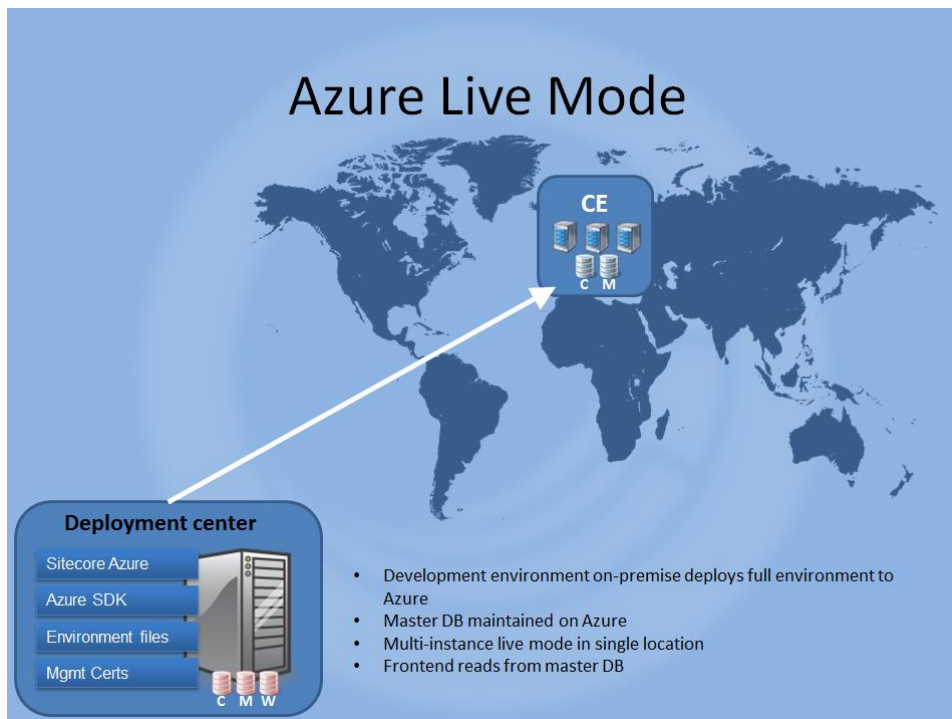 Azure Live Mode
CE
C M
Deployment center
Sitecore Azure
Azure SDK
Environment files
Mgmt Certs
C M W
• Development environment on-premise deploys full environment to
Azure
• Master DB maintained on Azure
• Multi-instance live mode in single location
• Frontend reads from master DB